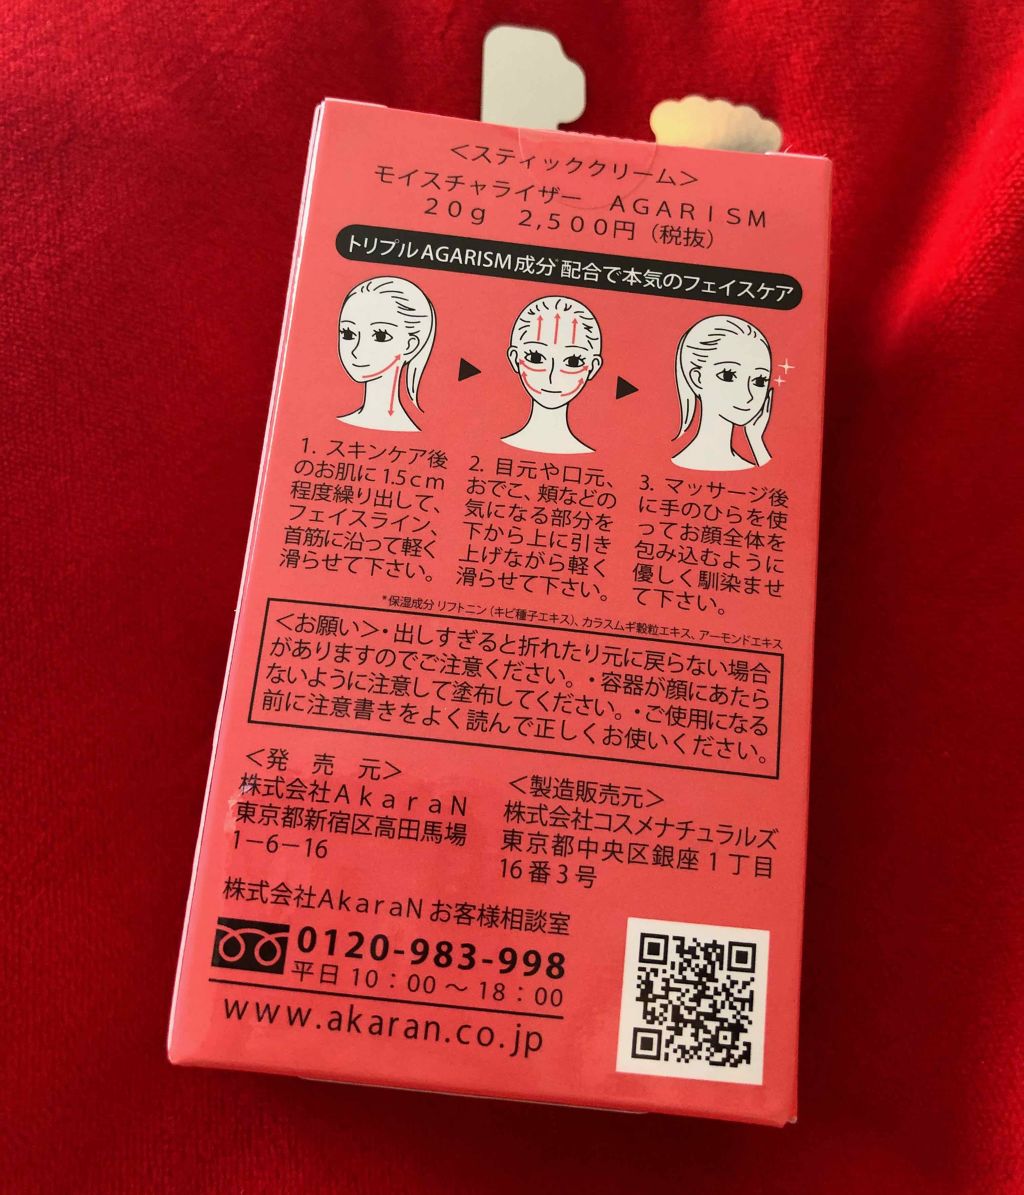 ＜スティッククリーム＞
モイスチャライザー　ＡＧＡＲＩＳＭ
２０ｇ　２,５００円（税抜）
トリプルAGARISM成分*配合で本気のフェイスケア
1. スキンケア後
のお肌に1.5cm
程度繰り出して、
フェイスライン、
首筋に沿って軽く
滑らせて下さい。
2. 目元や口元、
おでこ、頬などの
気になる部分を
下から上に引き
上げながら軽く
滑らせて下さい。
3. マッサージ後
に手のひらを使
ってお顔全体を
包み込むように
優しく馴染ませ
て下さい。
*保湿成分 リフトニン（キビ種子エキス）、カラスムギ穀粒エキス、アーモンドエキス
＜お願い＞・出しすぎると折れたり元に戻らない場合
がありますのでご注意ください。・容器が顔にあたら
ないように注意して塗布してください。・ご使用になる
前に注意書きをよく読んで正しくお使いください。
＜発　売　元＞
株式会社ＡｋａｒａＮ
東京都新宿区高田馬場
1−6−16
＜製造販売元＞
株式会社コスメナチュラルズ
東京都中央区銀座１丁目
16番3号
株式会社AkaraNお客様相談室
0120-983-998
平日10：00～18：00
www.akaran.co.jp